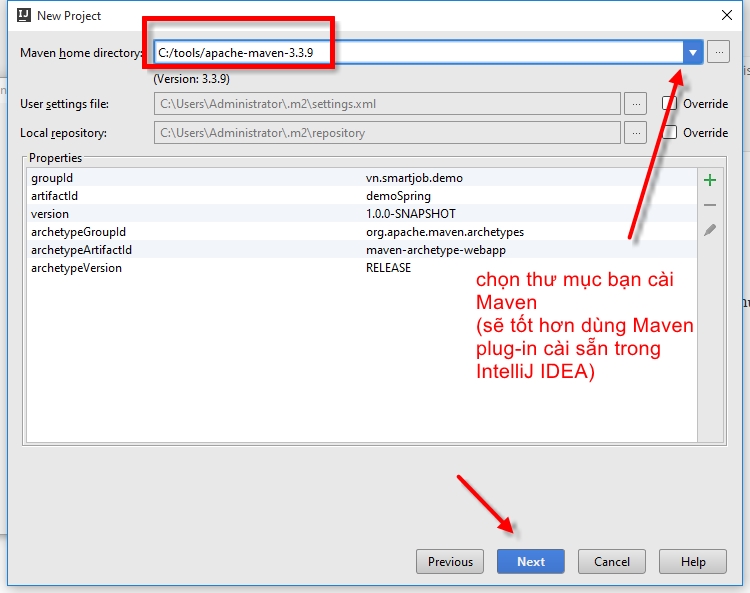 New Project
Maven home directory: C:/tools/apache-maven-3.3.9
(Version: 3.3.9)
User settings file: C:\Users\Administrator\.m2\settings.xml ... Override
Local repository: C:\Users\Administrator\.m2\repository ... Override
Properties
groupId vn.smartjob.demo
artifactId demoSpring
version 1.0.0-SNAPSHOT
archetypeGroupId org.apache.maven.archetypes
archetypeArtifactId maven-archetype-webapp
archetypeVersion RELEASE
chọn thư mục bạn cài
Maven
(sẽ tốt hơn dùng Maven
plug-in cài sẵn trong
IntelliJ IDEA)
Previous Next Cancel Help